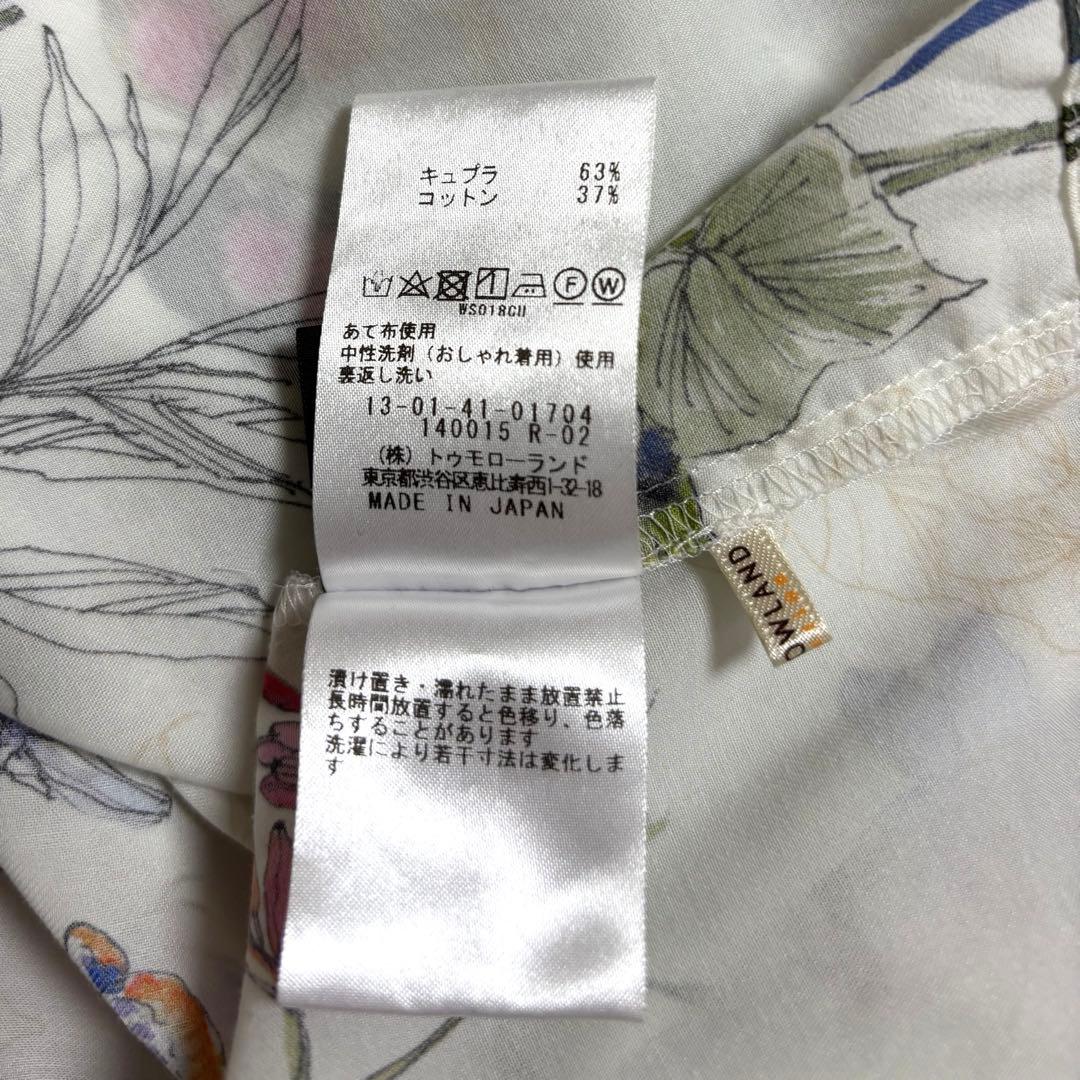 キュプラ 63%
コットン 37%
F W
WS018CU
あて布使用
中性洗剤（おしゃれ着用）使用
裏返し洗い
13-01-41-01704
140015 R-02
（株）トゥモローランド
東京都渋谷区恵比寿西1-32-18
MADE IN JAPAN
OWLAND
漬け置き・濡れたまま放置禁止
長時間放置すると色移り、色落
ちすることがあります
洗濯により若干寸法は変化しま
す